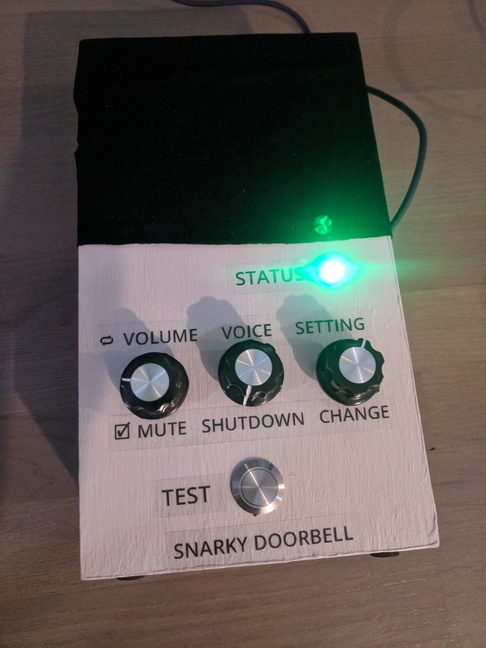 STATUS
🔁 VOLUME VOICE SETTING
☑ MUTE SHUTDOWN CHANGE
TEST
SNARKY DOORBELL